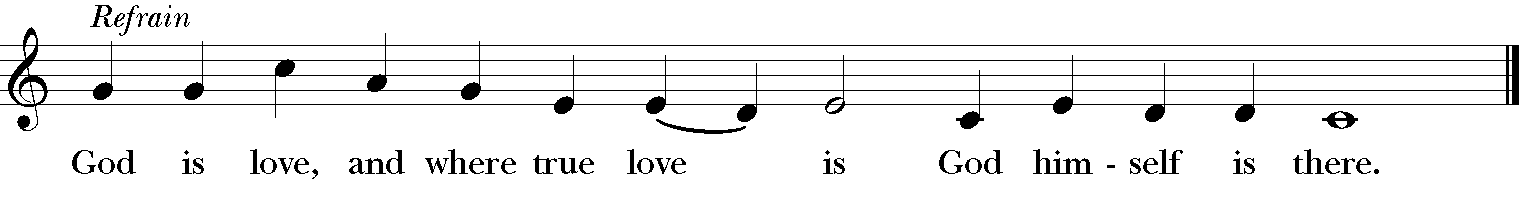 Refrain
God is love, and where true love is God him - self is there.